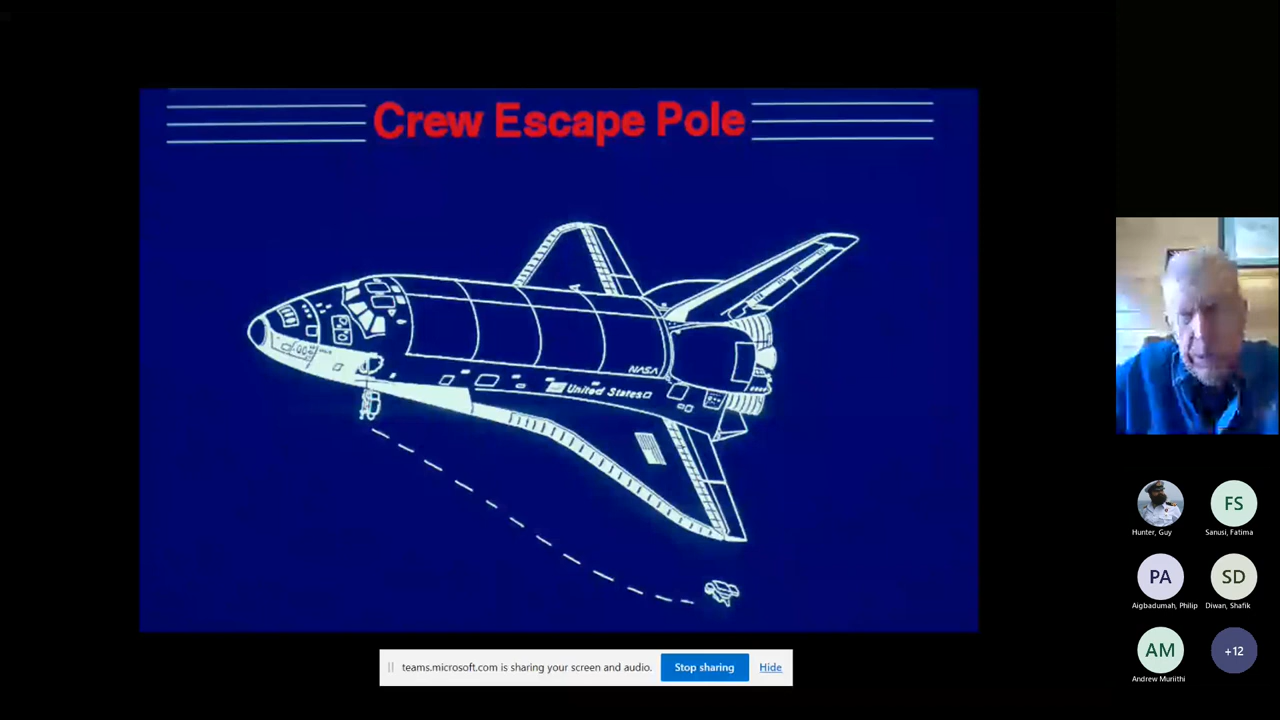 Crew Escape Pole
NASA
United States
teams.microsoft.com is sharing your screen and audio.
Stop sharing
Hide
Hunter, Guy
FS
Sanusi, Fatima
PA
Aigbadumah, Philip
SD
Diwan, Shafik
AM
Andrew Muriithi
+12